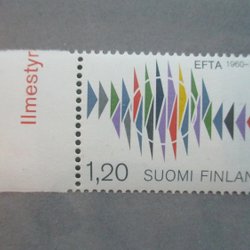 Ilmestyr
EFTA 1960-
1,20 SUOMI FINLAN